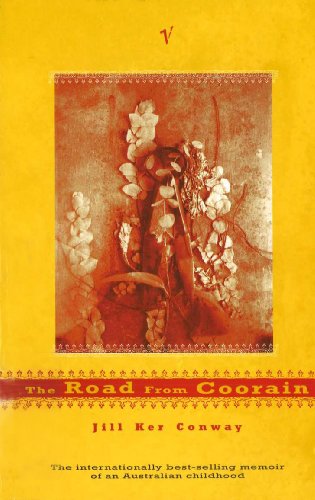 V
The Road From Coorain
Jill Ker Conway
The internationally best-selling memoir
of an Australian childhood